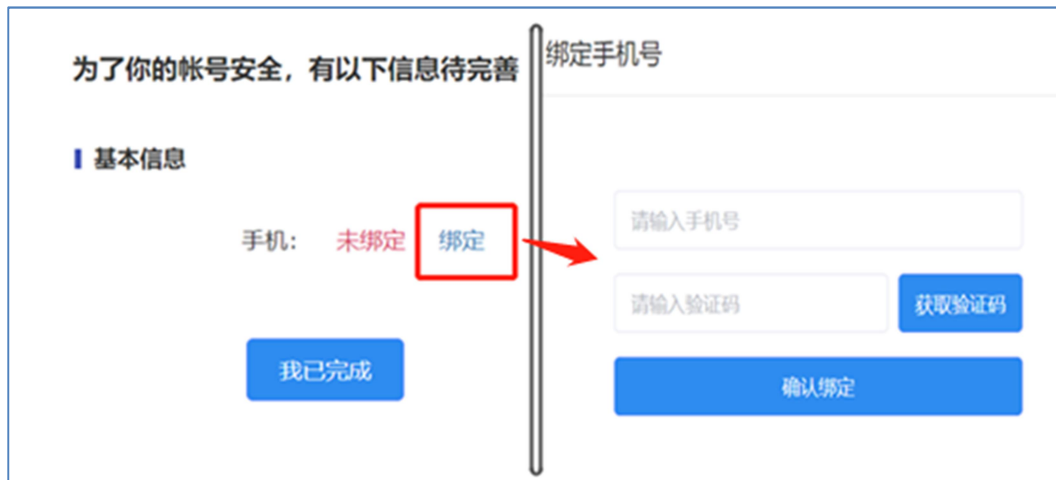 为了你的帐号安全，有以下信息待完善
基本信息
手机： 未绑定 绑定
我已完成
绑定手机号
请输入手机号
请输入验证码 获取验证码
确认绑定